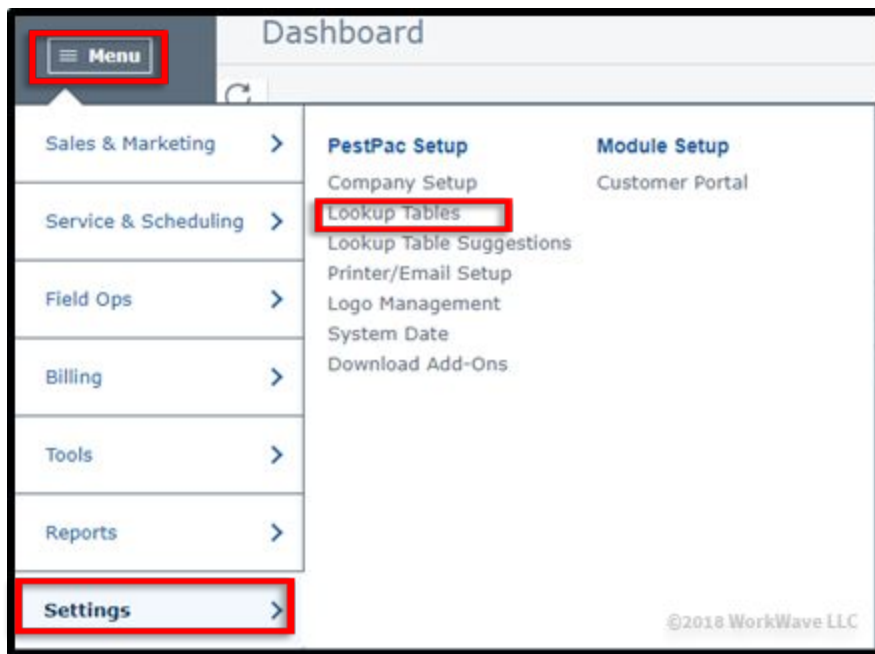 Dashboard
≡ Menu
Sales & Marketing
Service & Scheduling
Field Ops
Billing
Tools
Reports
Settings
PestPac Setup
Company Setup
Lookup Tables
Lookup Table Suggestions
Printer/Email Setup
Logo Management
System Date
Download Add-Ons
Module Setup
Customer Portal
©2018 WorkWave LLC